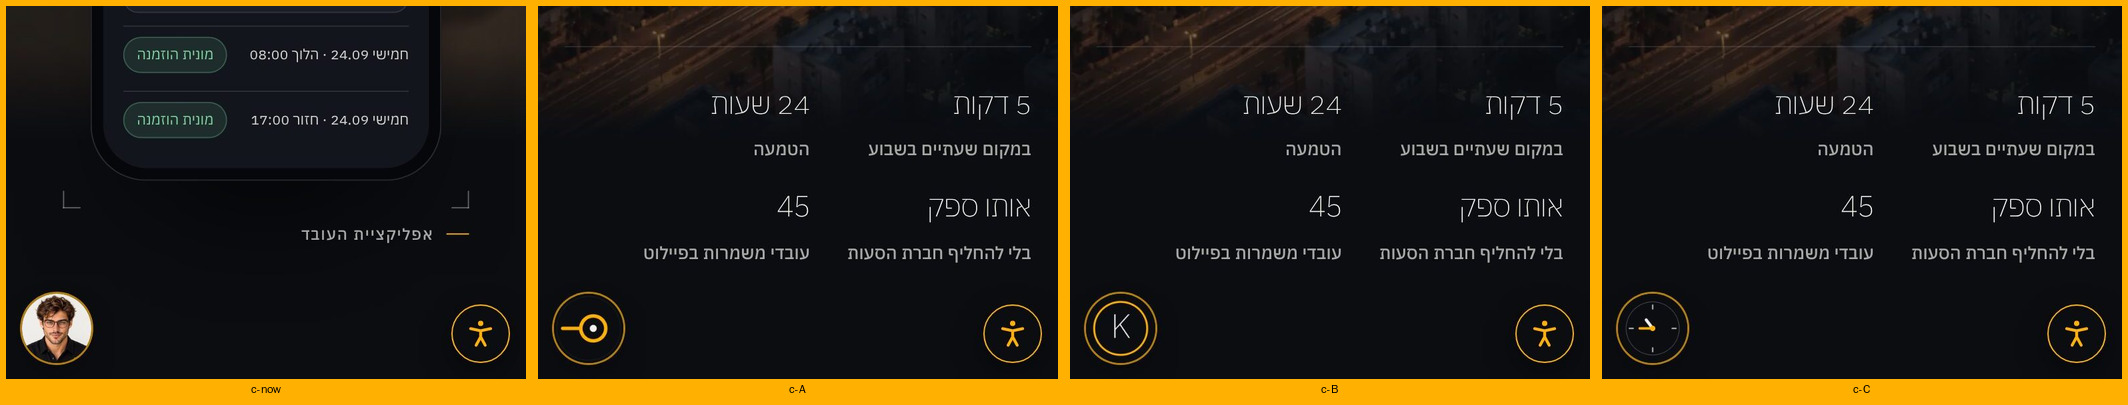 חמישי 24.09 · הלוך 08:00 מונית הוזמנה
חמישי 24.09 · חזור 17:00 מונית הוזמנה
אפליקציית העובד
c-now
5 דקות 24 שעות
במקום שעתיים בשבוע הטמעה
אותו ספק 45
בלי להחליף חברת הסעות עובדי משמרות בפיילוט
c-A
5 דקות 24 שעות
במקום שעתיים בשבוע הטמעה
אותו ספק 45
בלי להחליף חברת הסעות עובדי משמרות בפיילוט
K
c-B
5 דקות 24 שעות
במקום שעתיים בשבוע הטמעה
אותו ספק 45
בלי להחליף חברת הסעות עובדי משמרות בפיילוט
c-C